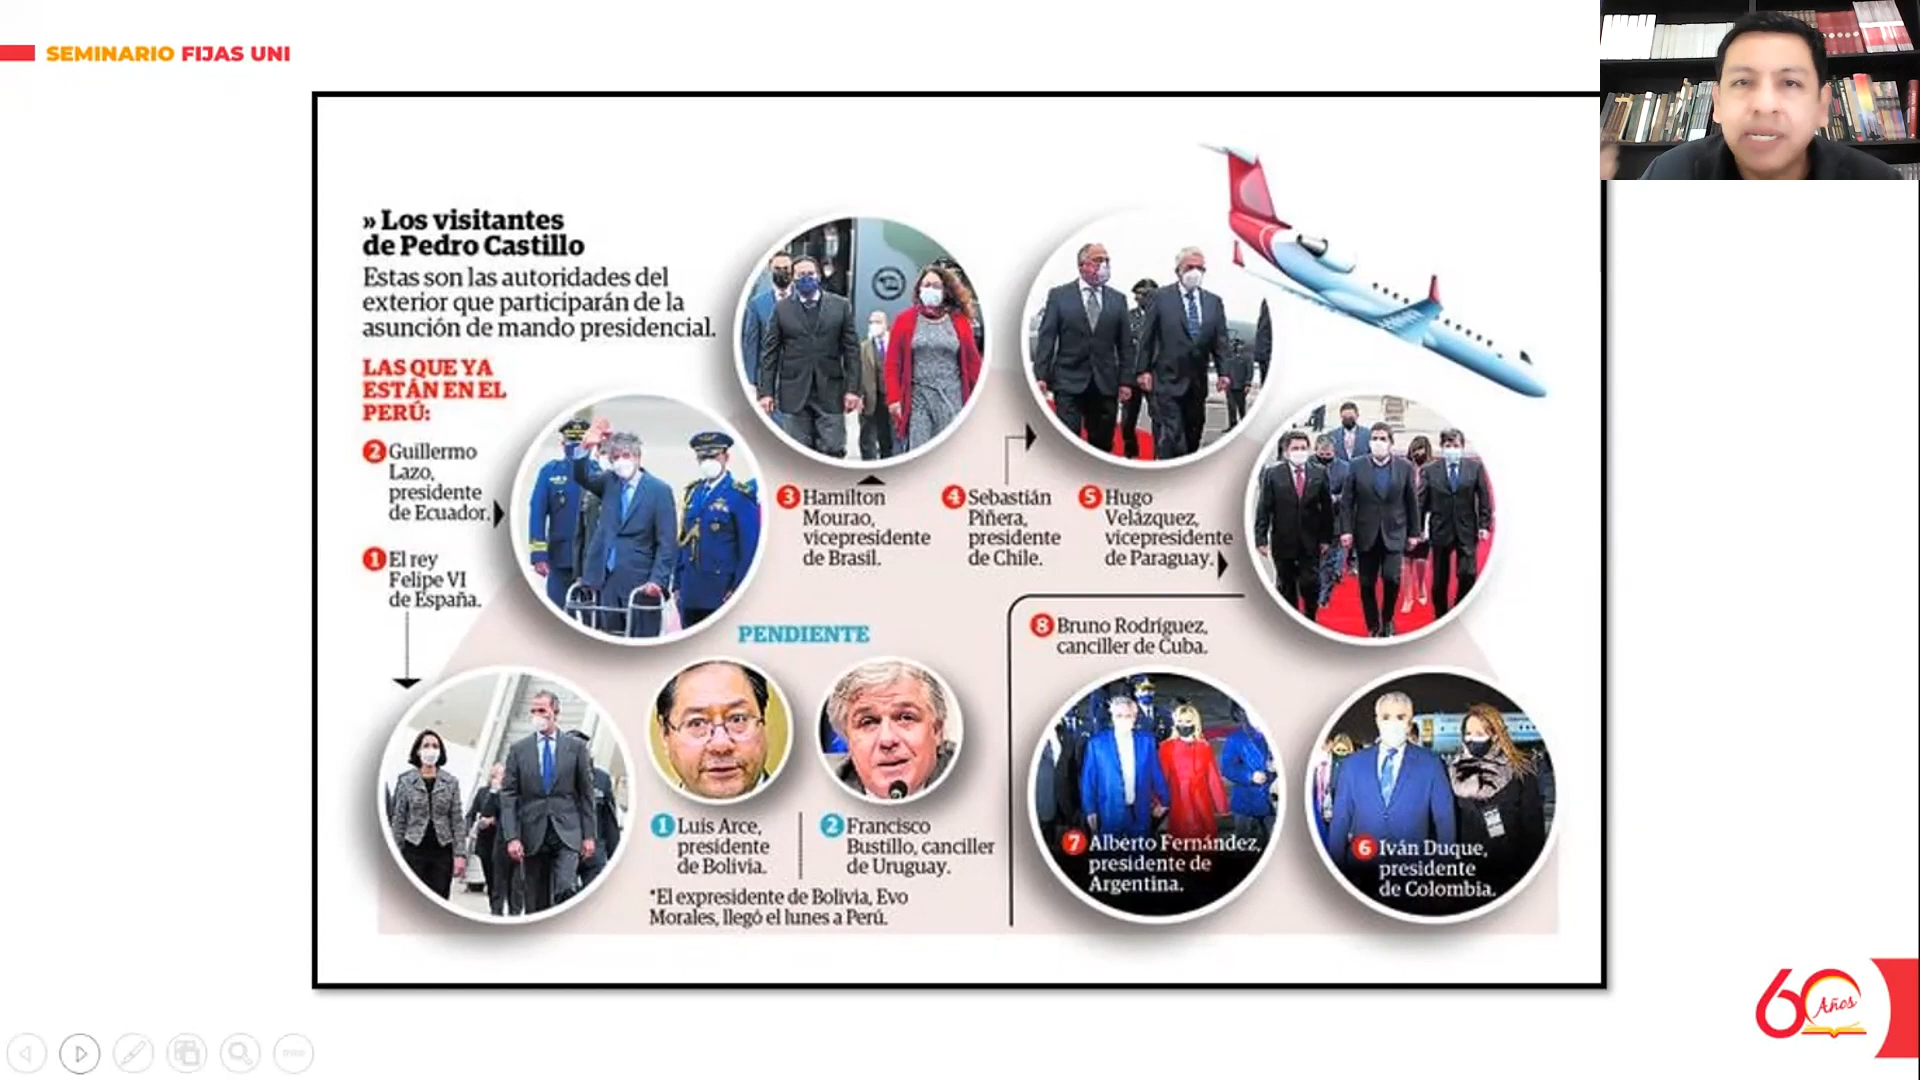 SEMINARIO FIJAS UNI
» Los visitantes
de Pedro Castillo
Estas son las autoridades del
exterior que participarán de la
asunción de mando presidencial.
LAS QUE YA
ESTÁN EN EL
PERÚ:
2 Guillermo
Lazo,
presidente
de Ecuador.
1 El rey
Felipe VI
de España.
3 Hamilton
Mourao,
vicepresidente
de Brasil.
4 Sebastián
Piñera,
presidente
de Chile.
5 Hugo
Velázquez,
vicepresidente
de Paraguay.
8 Bruno Rodríguez,
canciller de Cuba.
PENDIENTE
1 Luis Arce,
presidente
de Bolivia.
2 Francisco
Bustillo, canciller
de Uruguay.
*El expresidente de Bolivia, Evo
Morales, llegó el lunes a Perú.
7 Alberto Fernández,
presidente de
Argentina.
6 Iván Duque,
presidente
de Colombia.
60 Años